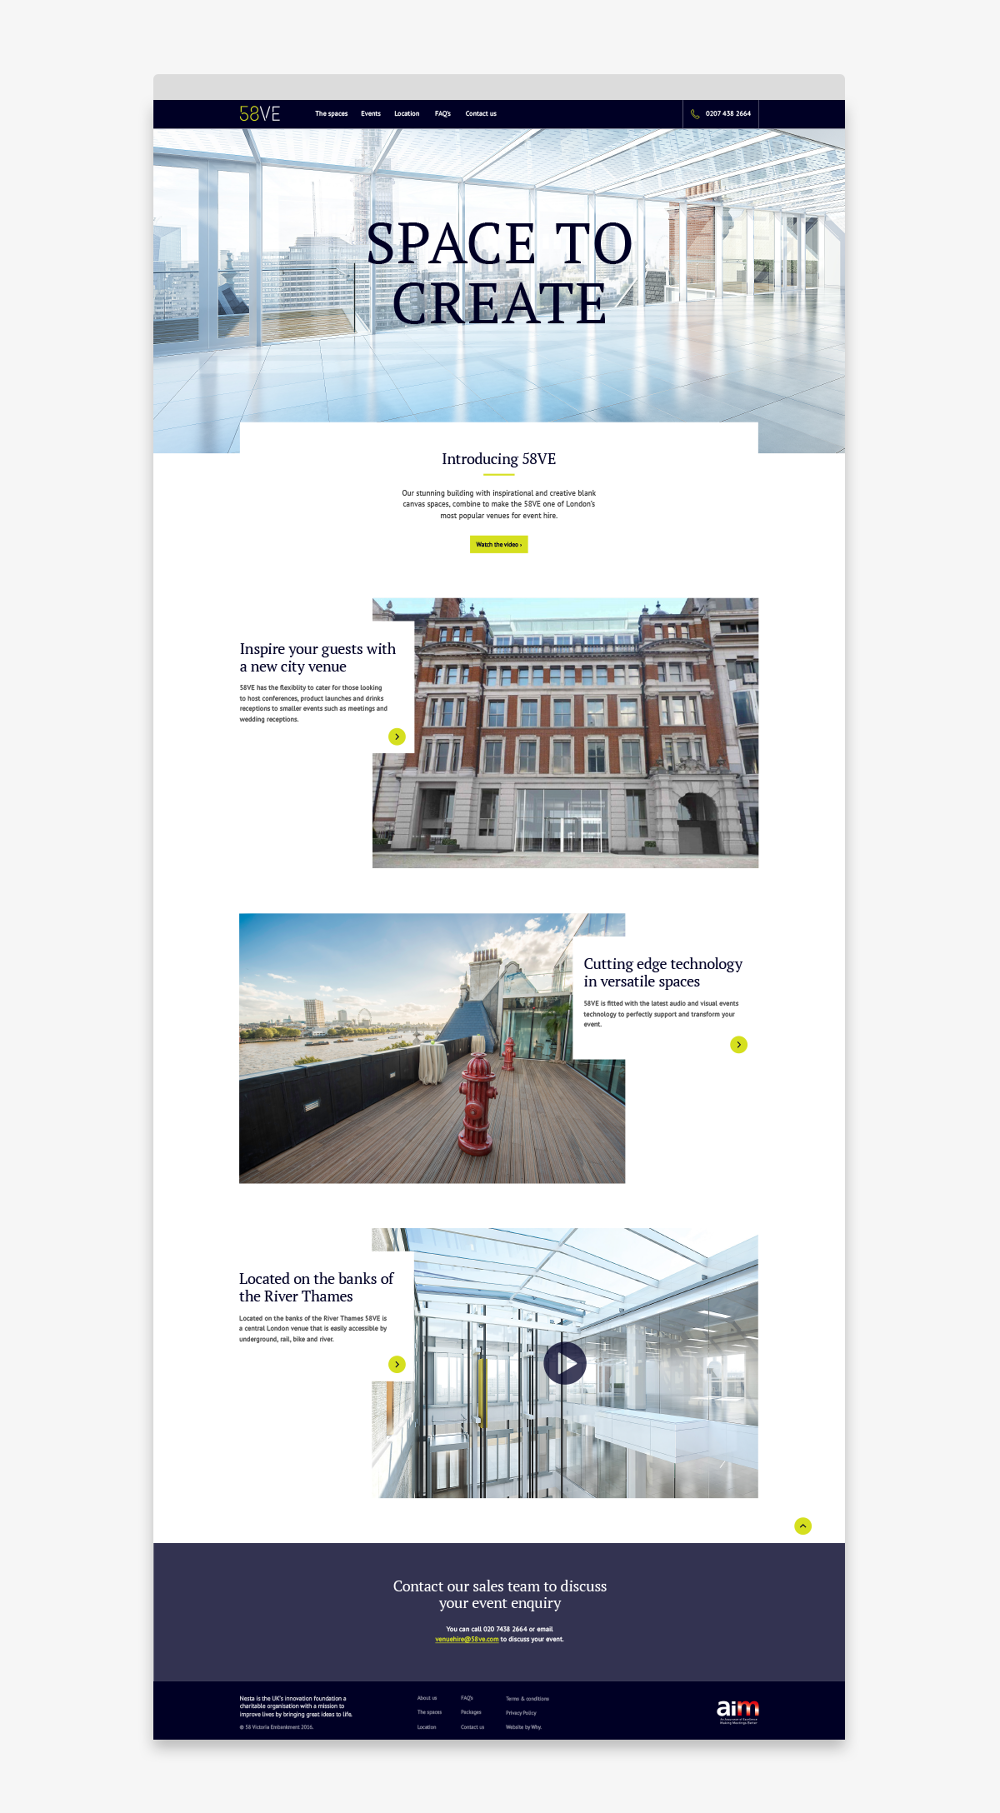 58VE
The spaces Events Location FAQ's Contact us
0207 438 2664
SPACE TO
CREATE
Introducing 58VE
Our stunning building with inspirational and creative blank
canvas spaces, combine to make the 58VE one of London's
most popular venues for event hire.
Watch the video ›
Inspire your guests with
a new city venue
58VE has the flexiblity to cater for those looking
to host conferences, product launches and drinks
receptions to smaller events such as meetings and
wedding receptions.
Cutting edge technology
in versatile spaces
58VE is fitted with the latest audio and visual events
technology to perfectly support and transform your
event.
Located on the banks of
the River Thames
Located on the banks of the River Thames 58VE is
a central London venue that is easily accessible by
underground, rail, bike and river.
Contact our sales team to discuss
your event enquiry
You can call 020 7438 2664 or email
venuehire@58ve.com to discuss your event.
Nesta is the UK's innovation foundation a
charitable organisation with a mission to
improve lives by bringing great ideas to life.
© 58 Victoria Embankment 2016.
About us
The spaces
Location
FAQ's
Packages
Contact us
Terms & conditions
Privacy Policy
Website by Why.
aim